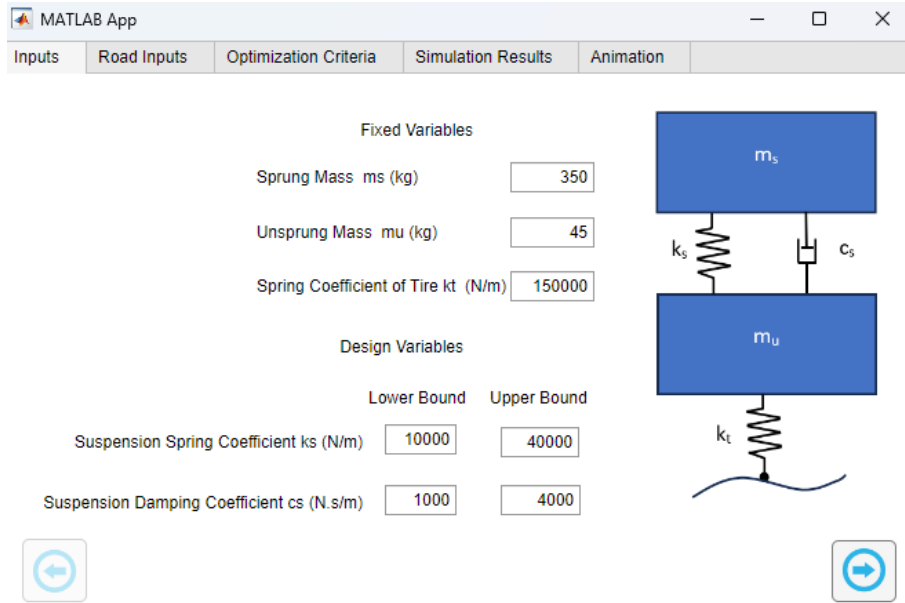 MATLAB App
Inputs Road Inputs Optimization Criteria Simulation Results Animation
Fixed Variables
Sprung Mass ms (kg) 350
Unsprung Mass mu (kg) 45
Spring Coefficient of Tire kt (N/m) 150000
Design Variables
Lower Bound Upper Bound
Suspension Spring Coefficient ks (N/m) 10000 40000
Suspension Damping Coefficient cs (N.s/m) 1000 4000
mₛ
kₛ cₛ
mᵤ
kₜ